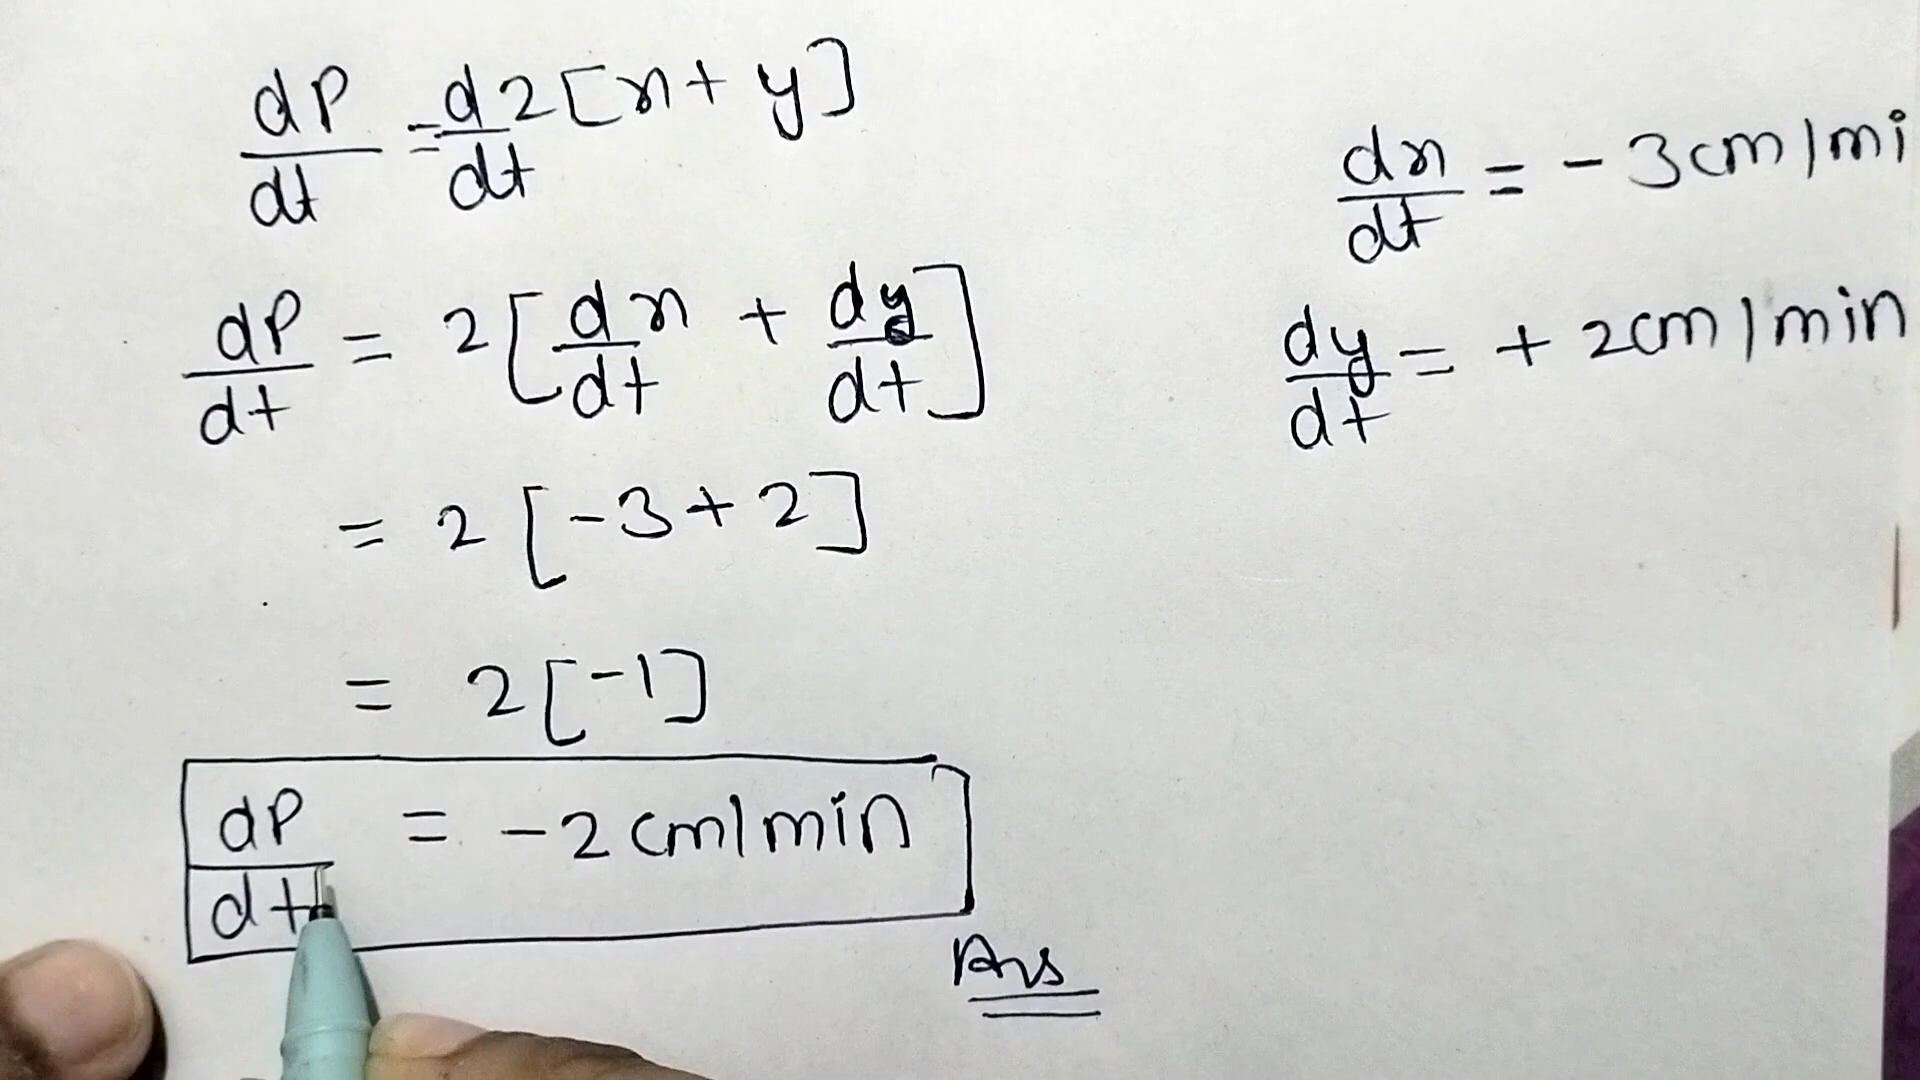 dP/dt = d/dt 2[x + y]
dx/dt = - 3cm/mi
dP/dt = 2[dx/dt + dy/dt]
dy/dt = + 2cm/min
= 2[-3+2]
= 2[-1]
dP/dt = -2cm/min
Ans